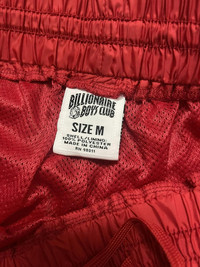 BILLIONAIRE
BOYS CLUB
SIZE M
SHELL/LINING:
100% POLYESTER
MADE IN CHINA